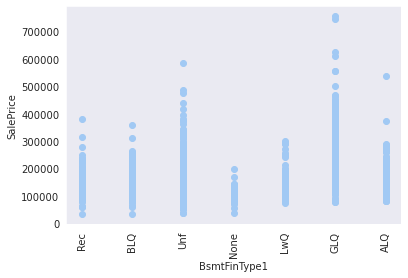 700000
600000
500000
400000
300000
200000
100000
0
SalePrice
Rec
BLQ
Unf
None
LwQ
GLQ
ALQ
BsmtFinType1